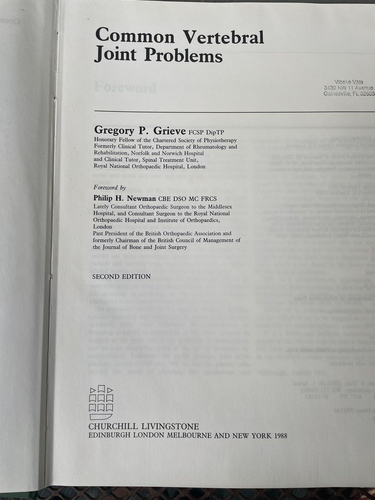 Common Vertebral
Joint Problems
Foreword
Gainesville, FL
Gregory P. Grieve FCSP DipTP
Honorary Fellow of the Chartered Society of Physiotherapy
Formerly Clinical Tutor, Department of Rheumatology and
Rehabilitation, Norfolk and Norwich Hospital
and Clinical Tutor, Spinal Treatment Unit,
Royal National Orthopaedic Hospital, London
Foreword by
Philip H. Newman CBE DSO MC FRCS
Lately Consultant Orthopaedic Surgeon to the Middlesex
Hospital, and Consultant Surgeon to the Royal National
Orthopaedic Hospital and Institute of Orthopaedics,
London
Past President of the British Orthopaedic Association and
formerly Chairman of the British Council of Management of
the Journal of Bone and Joint Surgery
SECOND EDITION
CHURCHILL LIVINGSTONE
EDINBURGH LONDON MELBOURNE AND NEW YORK 1988